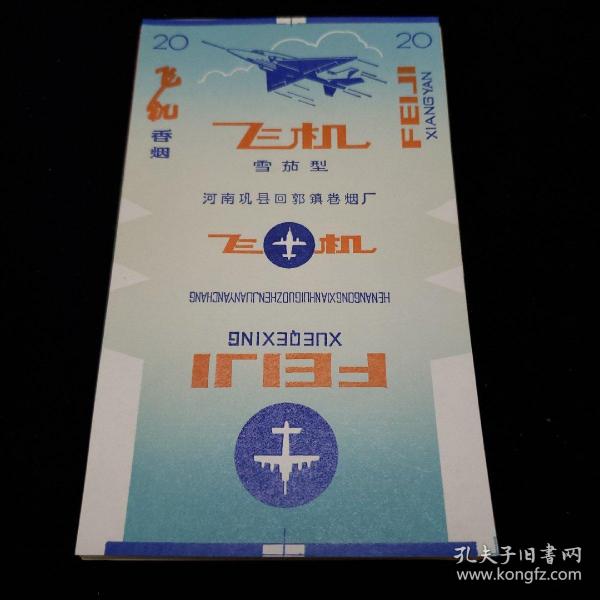 20
飞机
香烟
20
FEIJI
XIANGYAN
飞机
雪茄型
河南巩县回郭镇卷烟厂
飞机
HENANGONGXIANHUIGUOZHENJUANYANCHANG
XUEQEXING
FEIJI
孔夫子旧书网
www.kongfz.com